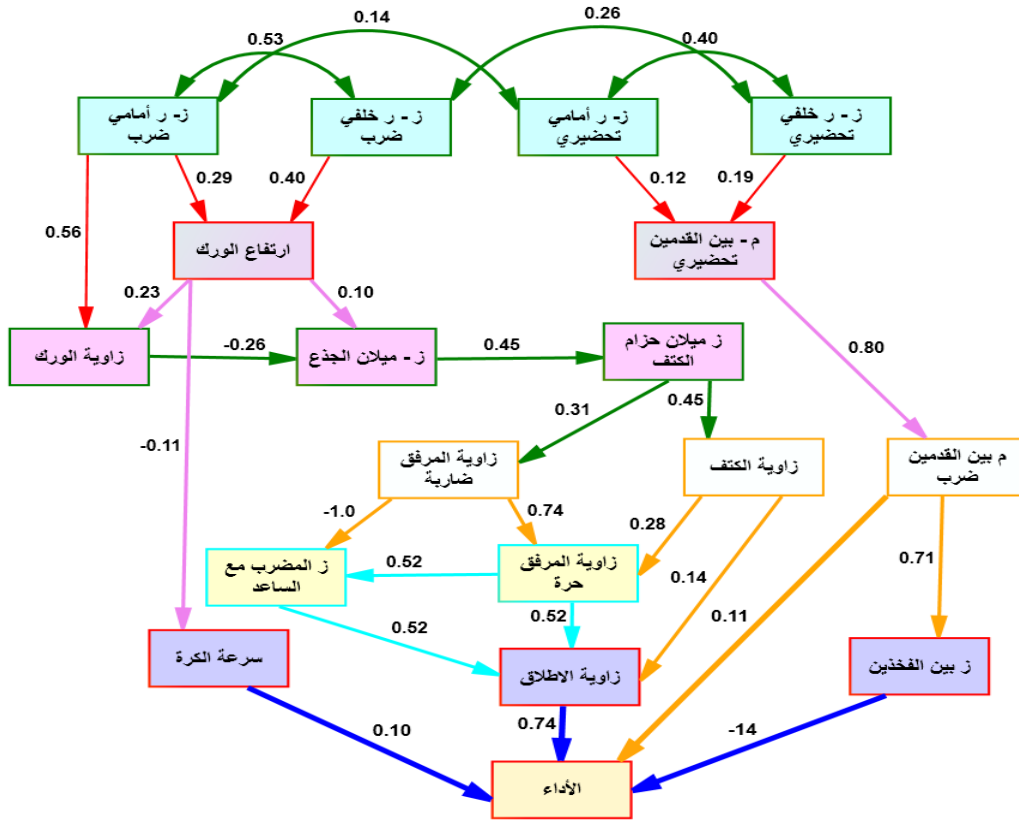 0.14
0.26
0.53
0.40
ز- ر أمامي
ضرب
ز - ر خلفي
ضرب
ز- ر أمامي
تحضيري
ز - ر خلفي
تحضيري
0.29
0.40
0.12
0.19
0.56
ارتفاع الورك
م - بين القدمين
تحضيري
0.23
0.10
زاوية الورك
-0.26
ز - ميلان الجذع
0.45
ز ميلان حزام
الكتف
0.80
0.31
0.45
-0.11
زاوية المرفق
ضاربة
زاوية الكتف
م بين القدمين
ضرب
-1.0
0.74
0.28
ز المضرب مع
الساعد
0.52
زاوية المرفق
حرة
0.14
0.71
0.52
0.52
0.11
سرعة الكرة
زاوية الاطلاق
ز بين الفخذين
0.10
0.74
-14
الأداء